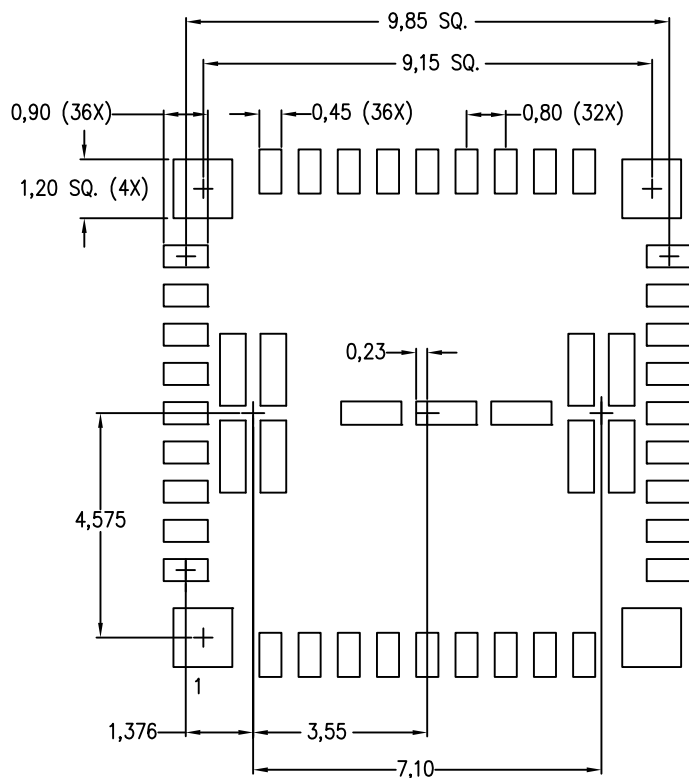 9,85 SQ.
9,15 SQ.
0,90 (36X)
0,45 (36X)
0,80 (32X)
1,20 SQ. (4X)
0,23
4,575
1
1,376
3,55
7,10